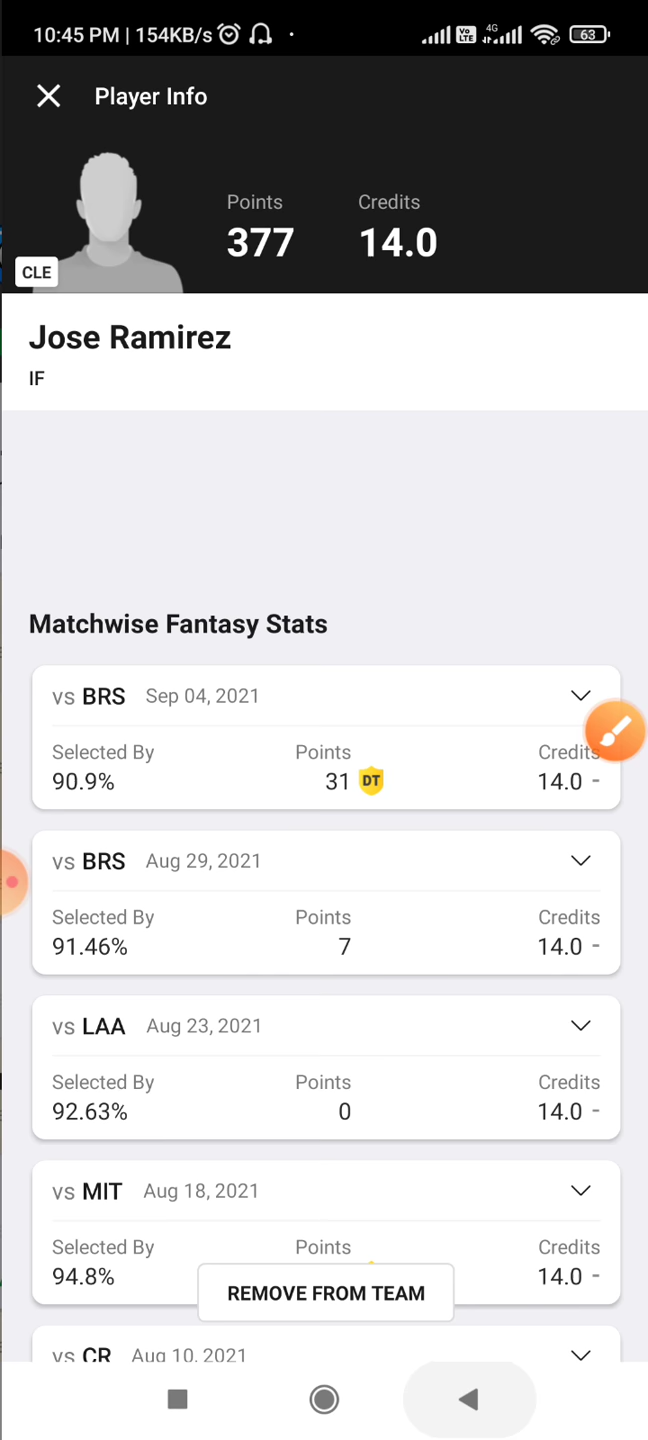 10:45 PM | 154KB/s
Vo LTE 4G 63
Player Info
Points Credits
377 14.0
CLE
Jose Ramirez
IF
Matchwise Fantasy Stats
vs BRS Sep 04, 2021
Selected By Points Credits
90.9% 31 DT 14.0 -
vs BRS Aug 29, 2021
Selected By Points Credits
91.46% 7 14.0 -
vs LAA Aug 23, 2021
Selected By Points Credits
92.63% 0 14.0 -
vs MIT Aug 18, 2021
Selected By Points Credits
94.8% 14.0 -
REMOVE FROM TEAM
vs CR Aug 10, 2021